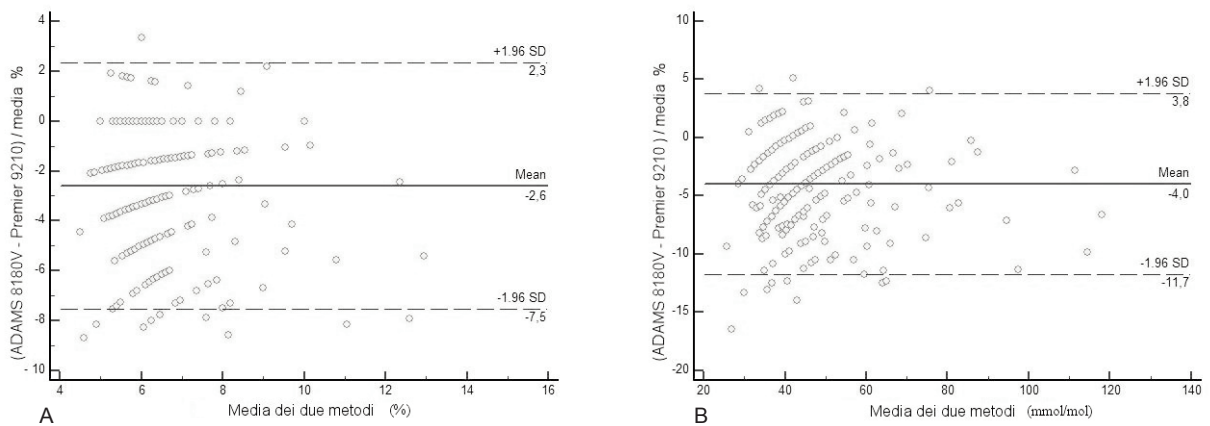 (ADAMS 8180V - Premier 9210) / media %
4
2
0
-2
-4
-6
-8
- 10
4
6
8
10
12
14
16
+1.96 SD
2,3
Mean
-2,6
-1.96 SD
-7,5
Media dei due metodi (%)
A
(ADAMS 8180V - Premier 9210 ) / media %
10
5
0
-5
-10
-15
-20
20
40
60
80
100
120
140
+1.96 SD
3,8
Mean
-4,0
-1.96 SD
-11,7
Media dei due metodi (mmol/mol)
B